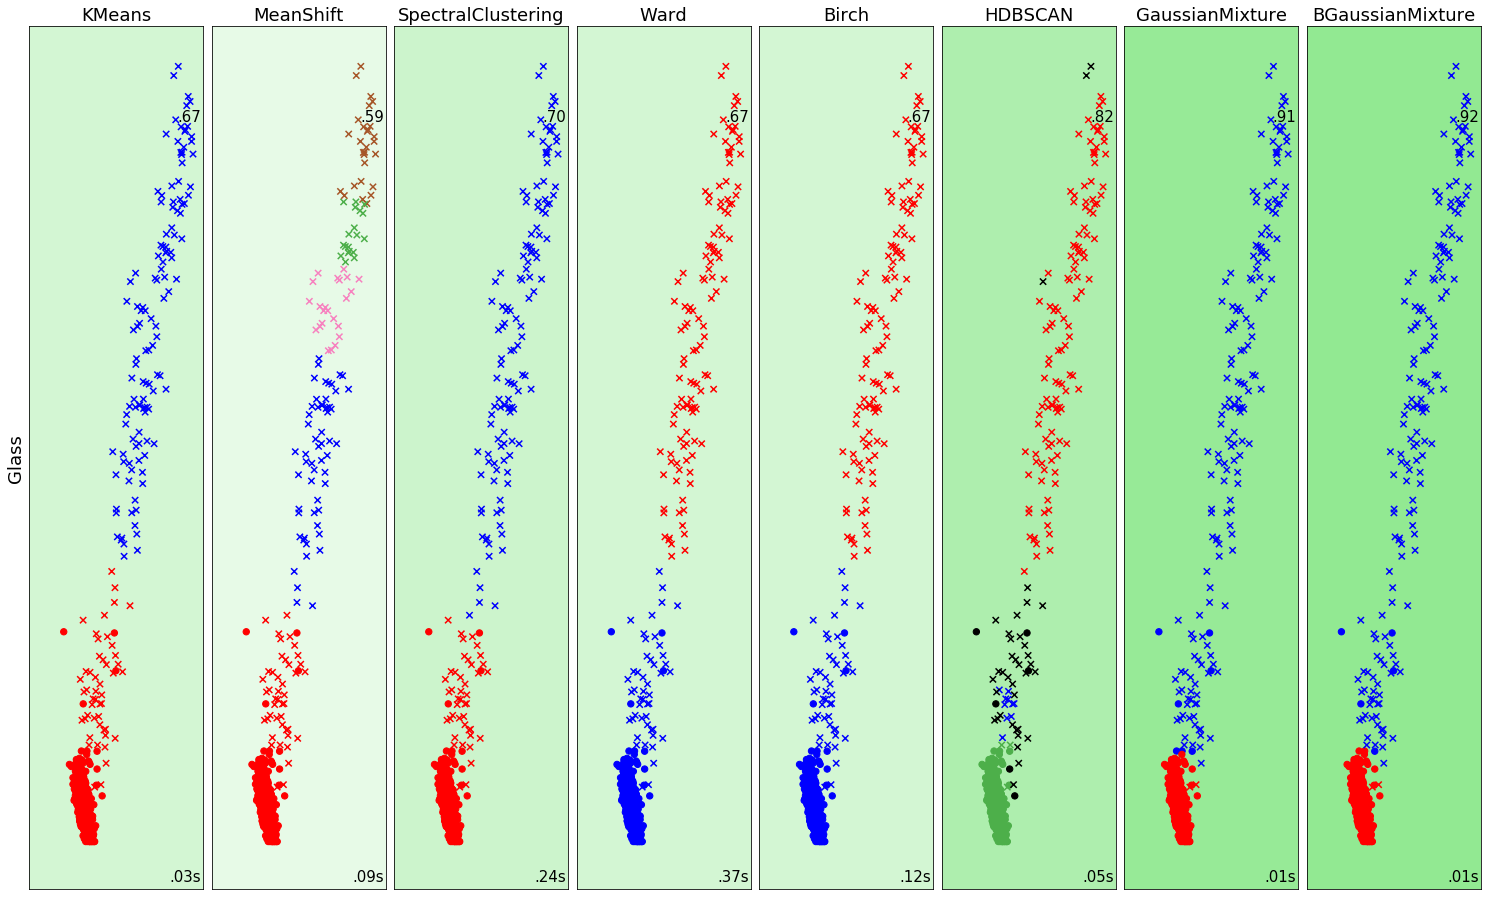 KMeans
MeanShift
SpectralClustering
Ward
Birch
HDBSCAN
GaussianMixture
BGaussianMixture
.67
.59
.70
.67
.67
.82
.91
.92
Glass
.03s
.09s
.24s
.37s
.12s
.05s
.01s
.01s